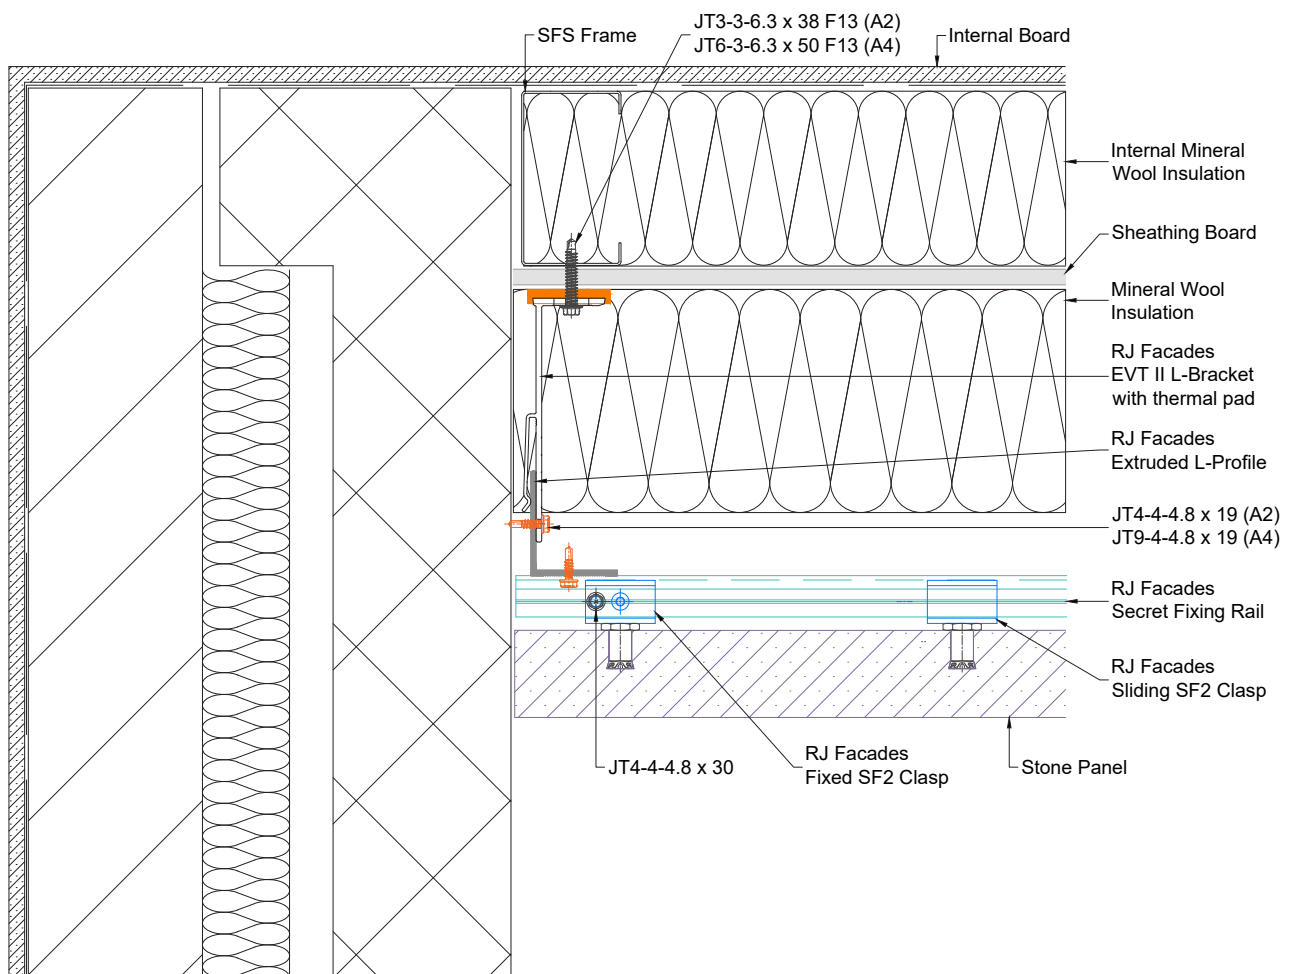 SFS Frame
JT3-3-6.3 x 38 F13 (A2)
JT6-3-6.3 x 50 F13 (A4)
Internal Board
Internal Mineral
Wool Insulation
Sheathing Board
Mineral Wool
Insulation
RJ Facades
EVT II L-Bracket
with thermal pad
RJ Facades
Extruded L-Profile
JT4-4-4.8 x 19 (A2)
JT9-4-4.8 x 19 (A4)
RJ Facades
Secret Fixing Rail
RJ Facades
Sliding SF2 Clasp
JT4-4-4.8 x 30
RJ Facades
Fixed SF2 Clasp
Stone Panel